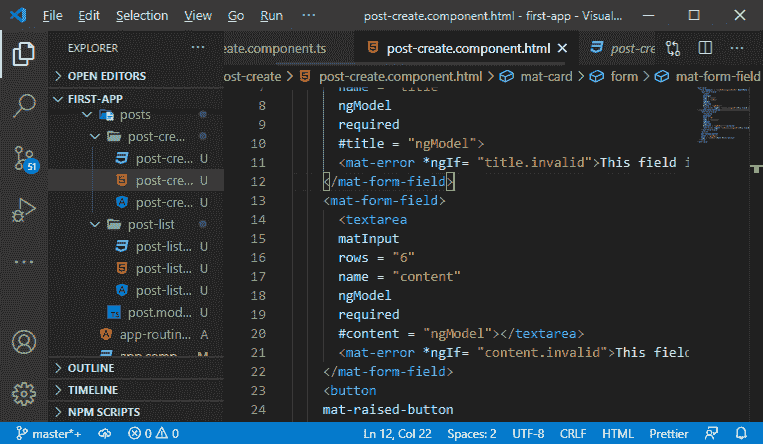 File Edit Selection View Go Run ··· post-create.component.html - first-app - Visual...
EXPLORER ···
OPEN EDITORS
FIRST-APP
posts
post-cre...
post-cre... U
post-cre... U
post-cre... U
post-list
post-list... U
post-list... U
post-list... U
post.mod... U
app-routin... A
OUTLINE
TIMELINE
NPM SCRIPTS
51
eate.component.ts post-create.component.html post-cre
ost-create > post-create.component.html > mat-card > form > mat-form-field
8 ngModel
9 required
10 #title = "ngModel">
11 <mat-error *ngIf= "title.invalid">This field i
12 </mat-form-field>
13 <mat-form-field>
14 <textarea
15 matInput
16 rows = "6"
17 name = "content"
18 ngModel
19 required
20 #content = "ngModel"></textarea>
21 <mat-error *ngIf= "content.invalid">This field
22 </mat-form-field>
23 <button
24 mat-raised-button
master*+ 0 0 Ln 12, Col 22 Spaces: 2 UTF-8 CRLF HTML Prettier